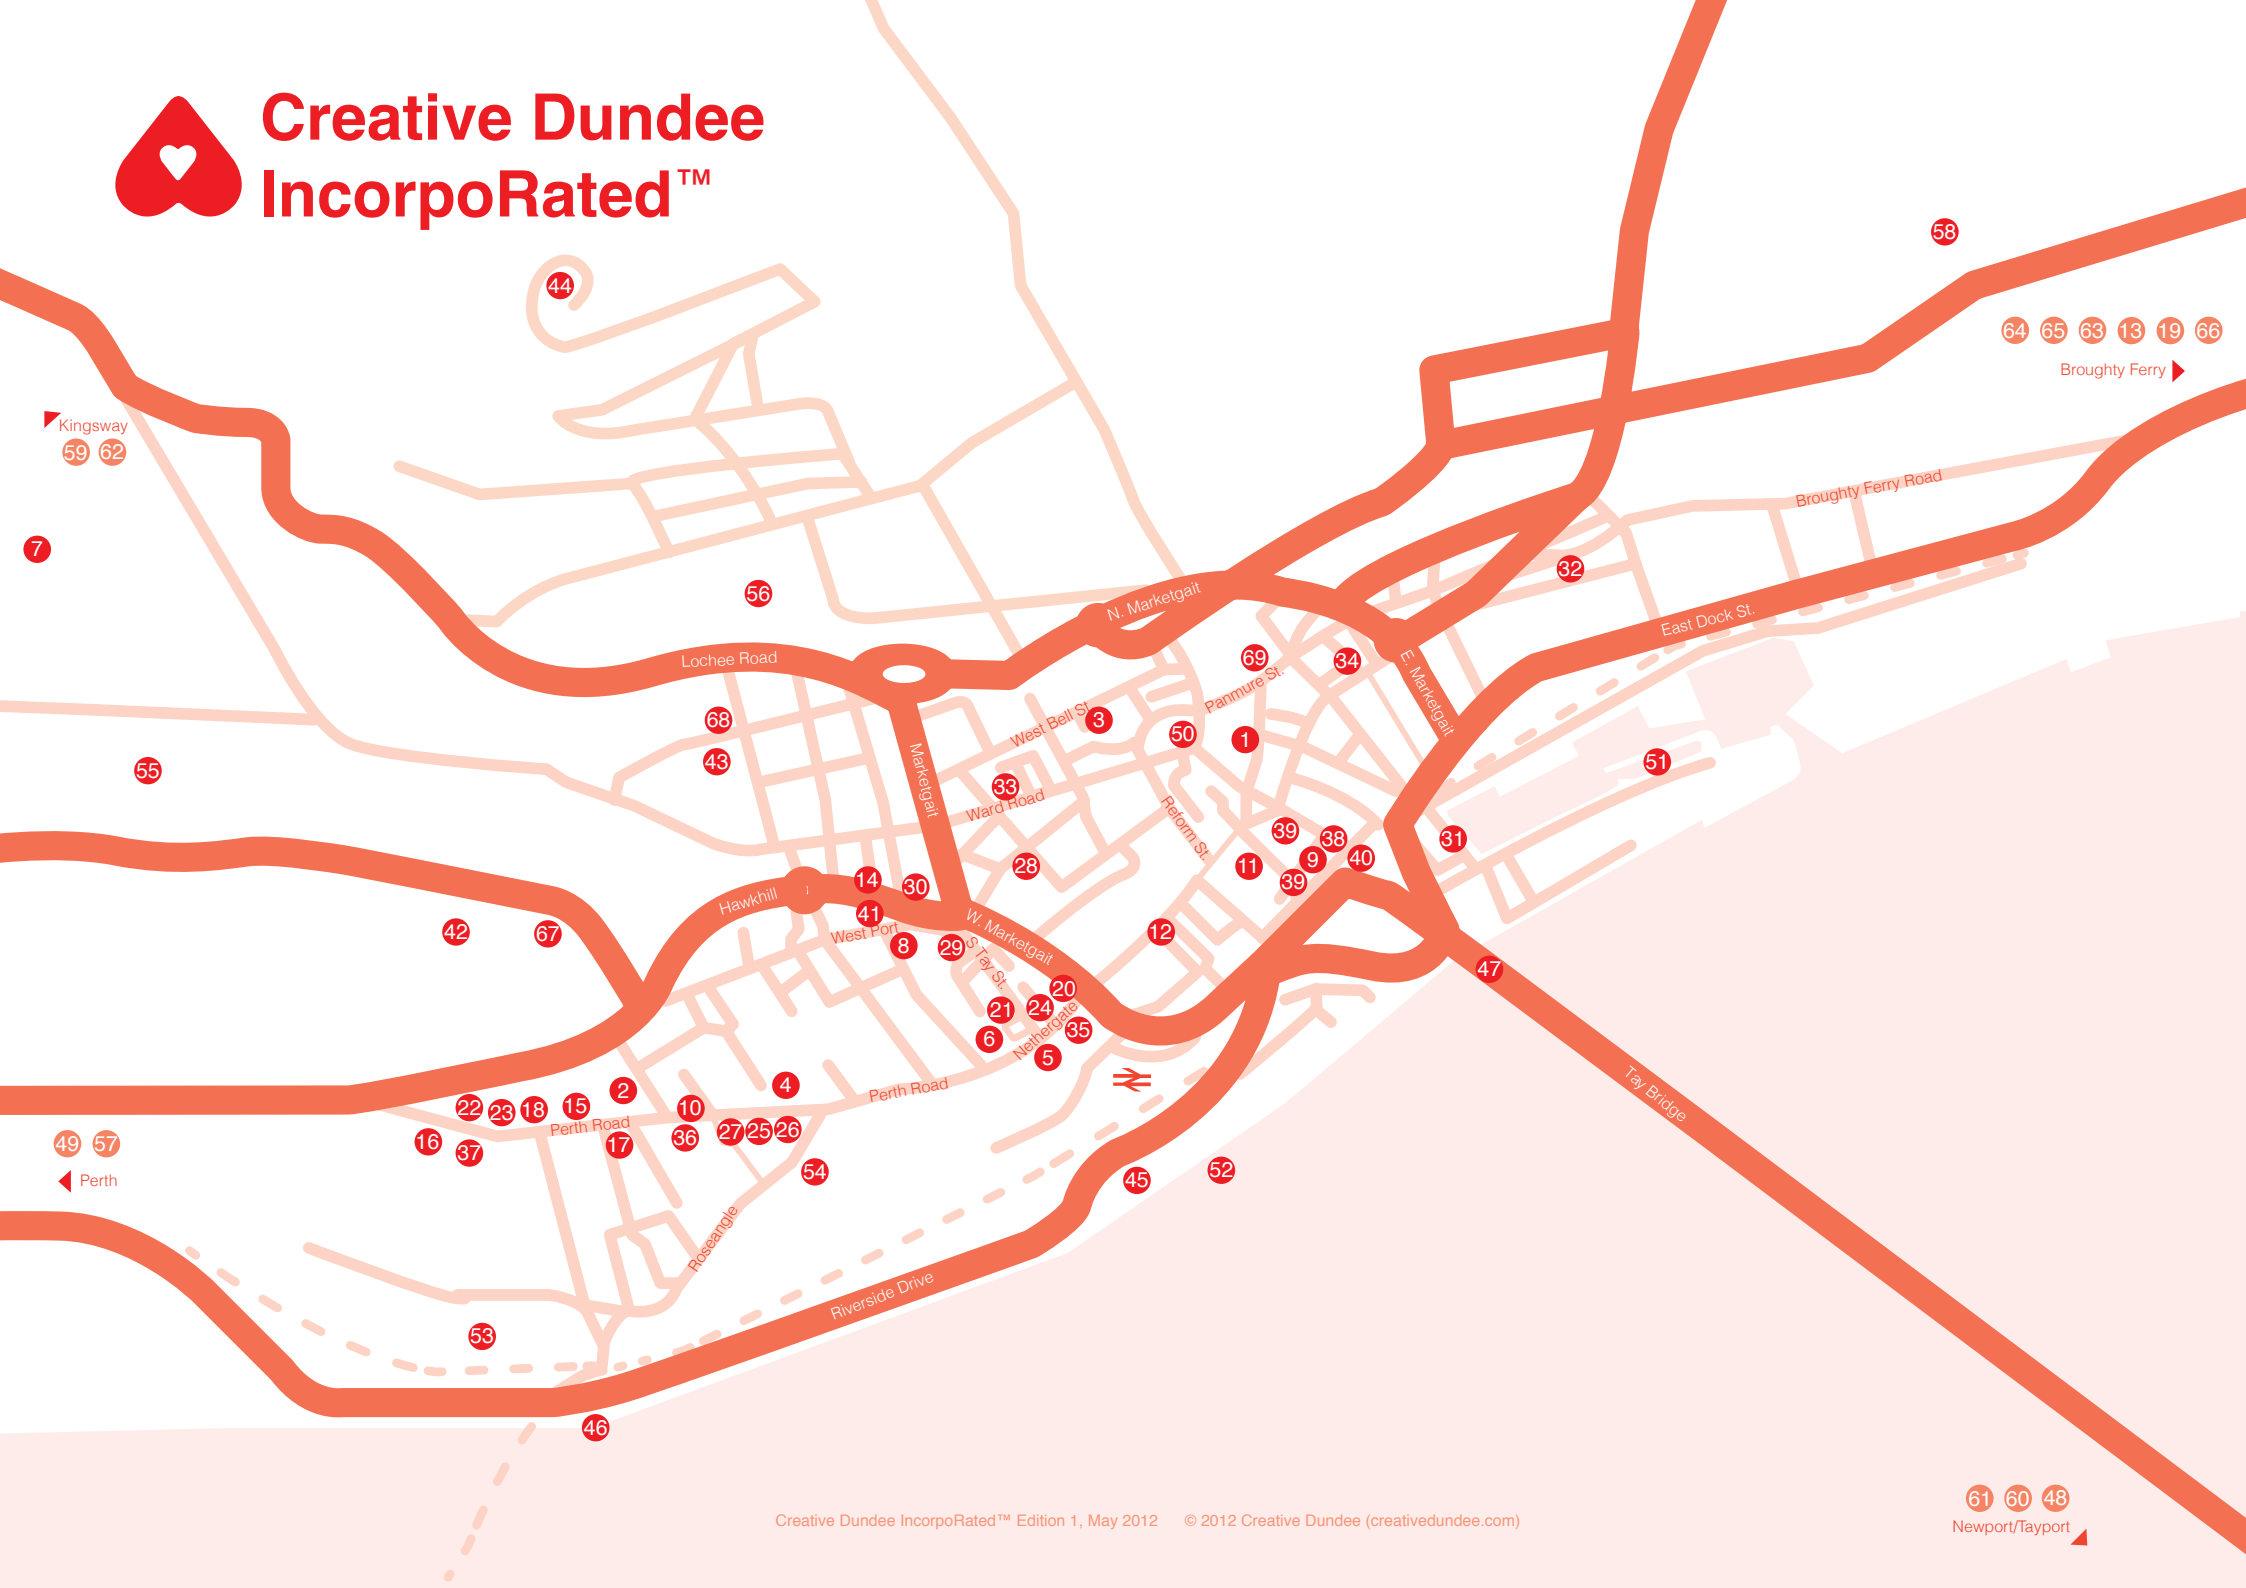 Creative Dundee
IncorpoRated™
44
58
64 65 63 13 19 66
Broughty Ferry
Kingsway
59 62
7
Broughty Ferry Road
32
56
N. Marketgait
East Dock St.
Lochee Road
69
34
E. Marketgait
Panmure St.
68
West Bell St.
3
50
1
43
55
Marketgait
33
Ward Road
51
Reform St.
39
38
31
9
40
28
11
14
30
39
Hawkhill
41
West Port
42
67
8
29
W. Marketgait
12
S Tay St.
47
20
21
24
35
6
Nethergate
5
Tay Bridge
2
4
Perth Road
22
23
18
15
10
Perth Road
16
37
17
36
27
25
26
49 57
Perth
54
45
52
Roseangle
Riverside Drive
53
46
61 60 48
Newport/Tayport
Creative Dundee IncorpoRated™ Edition 1, May 2012 © 2012 Creative Dundee (creativedundee.com)